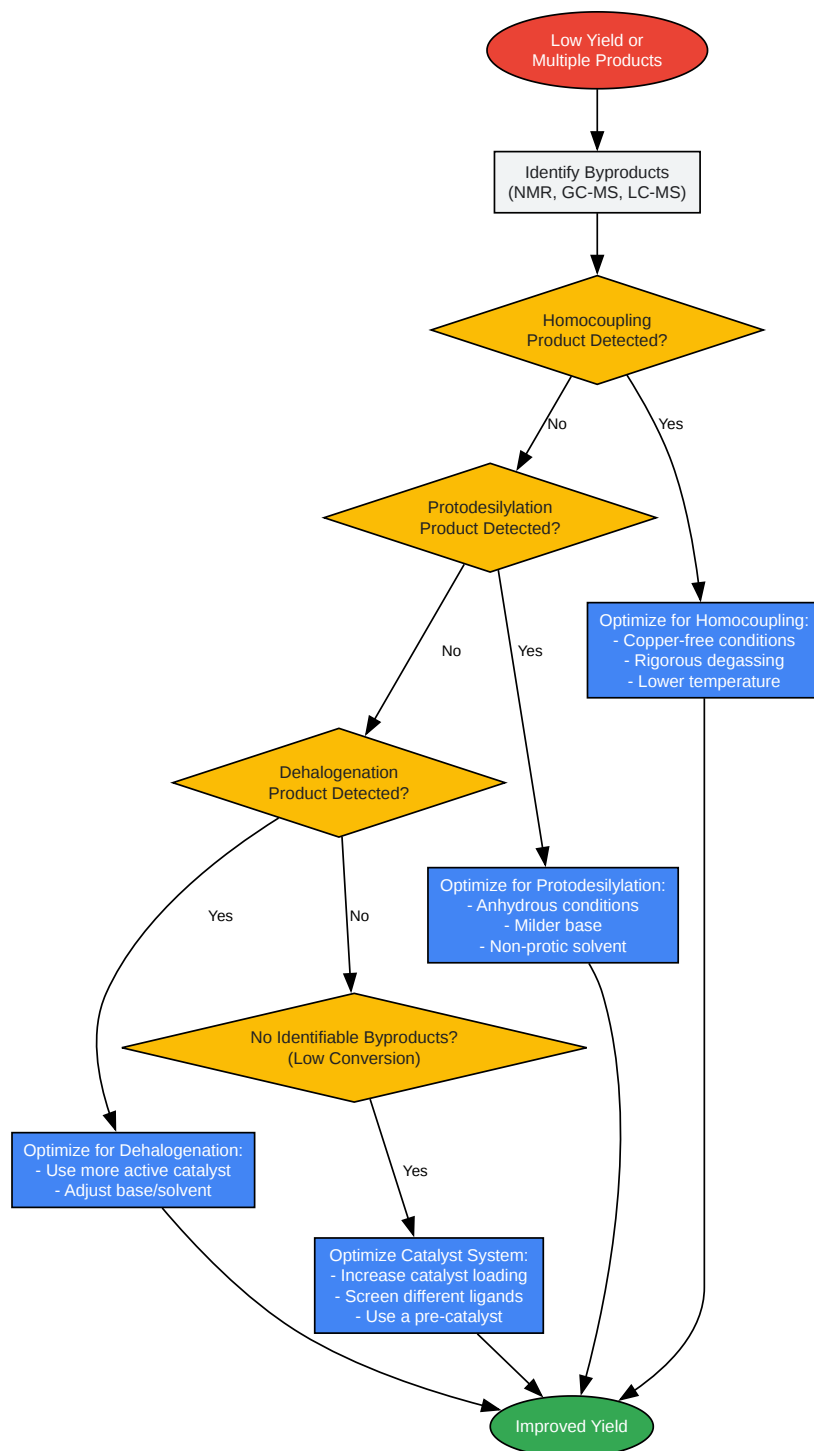 Low Yield or
Multiple Products
Identify Byproducts
(NMR, GC-MS, LC-MS)
Homocoupling
Product Detected?
No
Yes
Protodesilylation
Product Detected?
Optimize for Homocoupling:
- Copper-free conditions
- Rigorous degassing
- Lower temperature
No
Yes
Dehalogenation
Product Detected?
Optimize for Protodesilylation:
- Anhydrous conditions
- Milder base
- Non-protic solvent
Yes
No
No Identifiable Byproducts?
(Low Conversion)
Optimize for Dehalogenation:
- Use more active catalyst
- Adjust base/solvent
Yes
Optimize Catalyst System:
- Increase catalyst loading
- Screen different ligands
- Use a pre-catalyst
Improved Yield